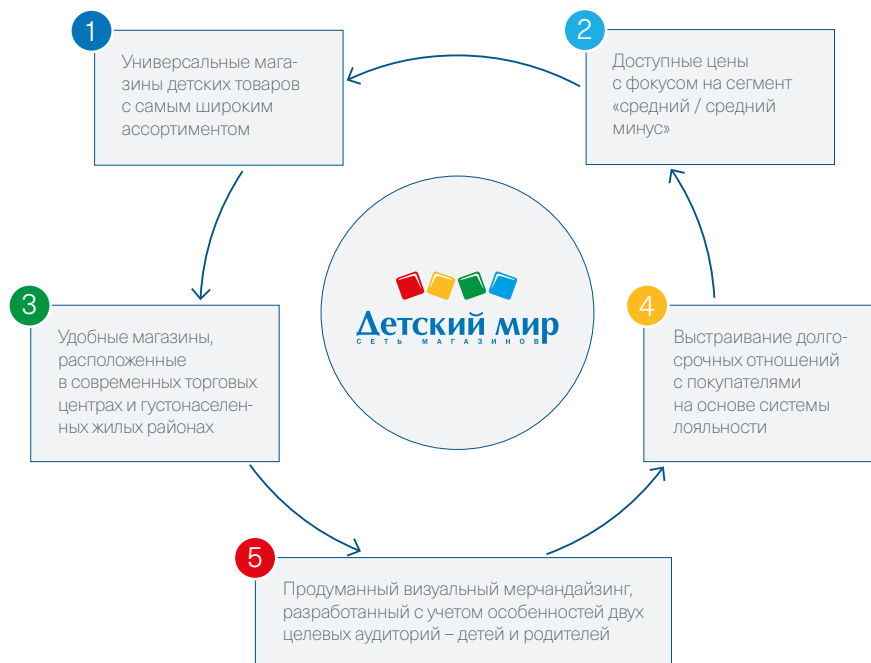 1
Универсальные мага-
зины детских товаров
с самым широким
ассортиментом
2
Доступные цены
с фокусом на сегмент
«средний / средний
минус»
Детский мир
СЕТЬ МАГАЗИНОВ
3
Удобные магазины,
расположенные
в современных торговых
центрах и густонаселен-
ных жилых районах
4
Выстраивание долго-
срочных отношений
с покупателями
на основе системы
лояльности
5
Продуманный визуальный мерчандайзинг,
разработанный с учетом особенностей двух
целевых аудиторий – детей и родителей